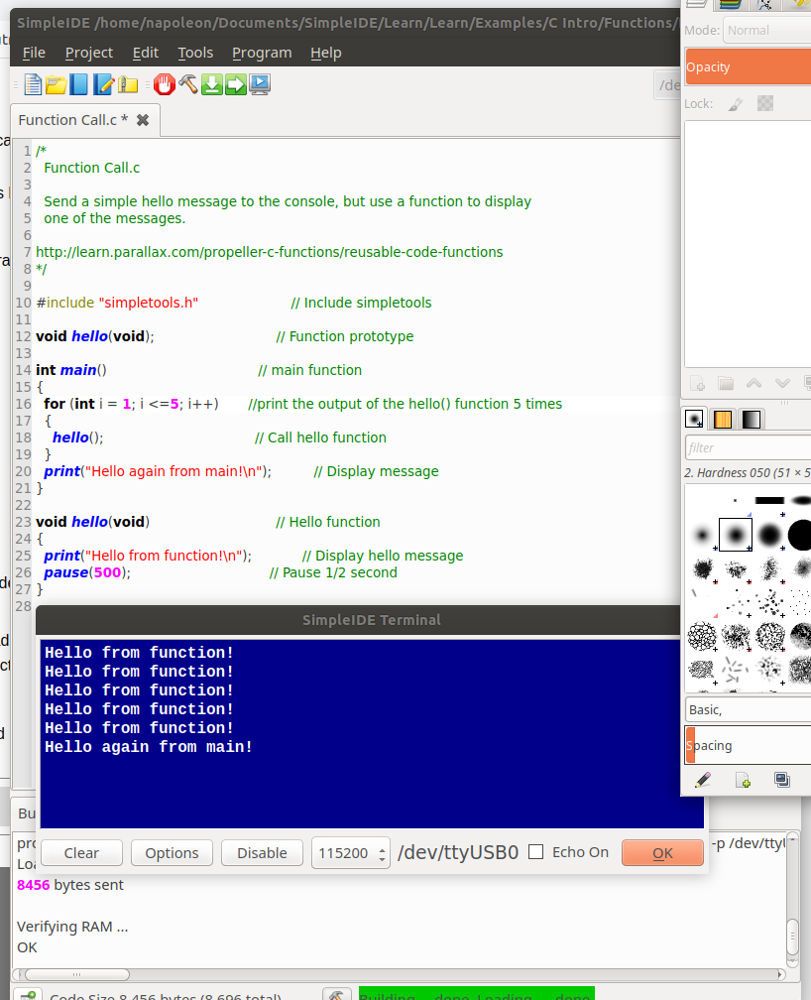 SimpleIDE /home/napoleon/Documents/SimpleIDE/Learn/Learn/Examples/C Intro/Functions/
File Project Edit Tools Program Help
/de
Function Call.c *
1 /*
2 Function Call.c
3
4 Send a simple hello message to the console, but use a function to display
5 one of the messages.
6
7 http://learn.parallax.com/propeller-c-functions/reusable-code-functions
8 */
9
10 #include "simpletools.h" // Include simpletools
11
12 void hello(void); // Function prototype
13
14 int main() // main function
15 {
16 for (int i = 1; i <=5; i++) //print the output of the hello() function 5 times
17 {
18 hello(); // Call hello function
19 }
20 print("Hello again from main!\n"); // Display message
21 }
22
23 void hello(void) // Hello function
24 {
25 print("Hello from function!\n"); // Display hello message
26 pause(500); // Pause 1/2 second
27 }
28
SimpleIDE Terminal
Hello from function!
Hello from function!
Hello from function!
Hello from function!
Hello from function!
Hello again from main!
Clear Options Disable 115200 /dev/ttyUSB0 Echo On OK
Bu
pro
-p /dev/ttyU
Loa
8456 bytes sent
Verifying RAM ...
OK
Code Size 8,456 bytes (8,696 total)
Building... done. Loading... done.
Mode: Normal
Opacity
Lock:
filter
2. Hardness 050 (51 × 5
Basic,
Spacing